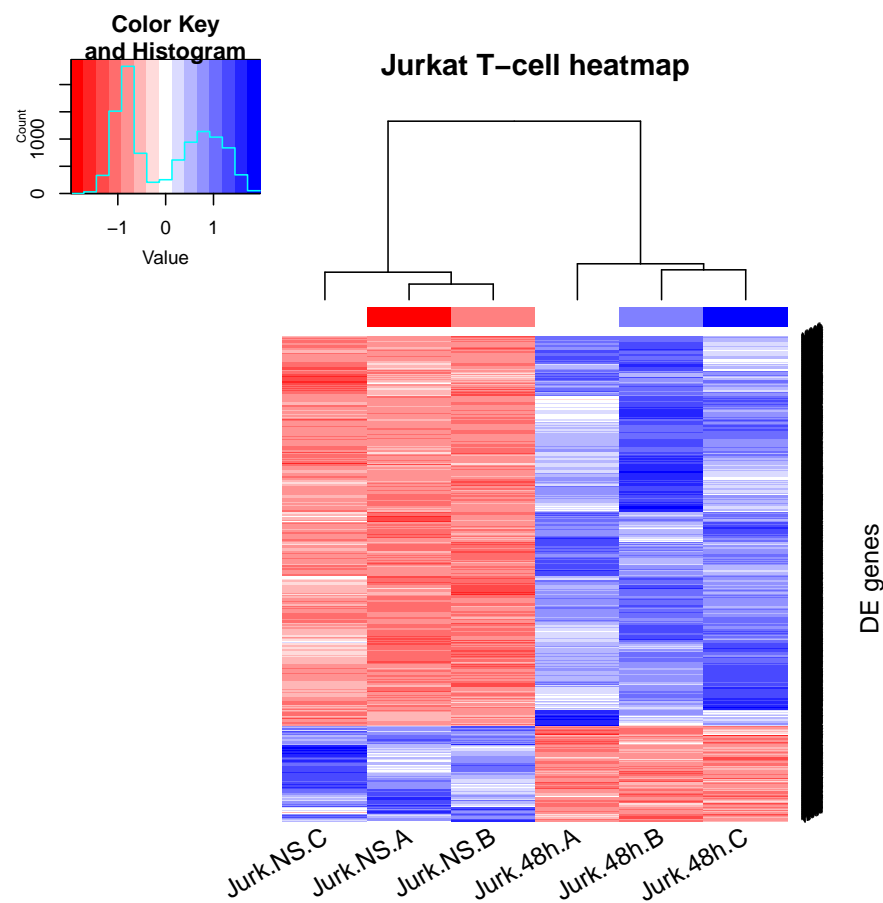 Color Key
and Histogram
Count
0
1000
−1
0
1
Value
Jurkat T−cell heatmap
DE genes
Jurk.NS.C
Jurk.NS.A
Jurk.NS.B
Jurk.48h.A
Jurk.48h.B
Jurk.48h.C